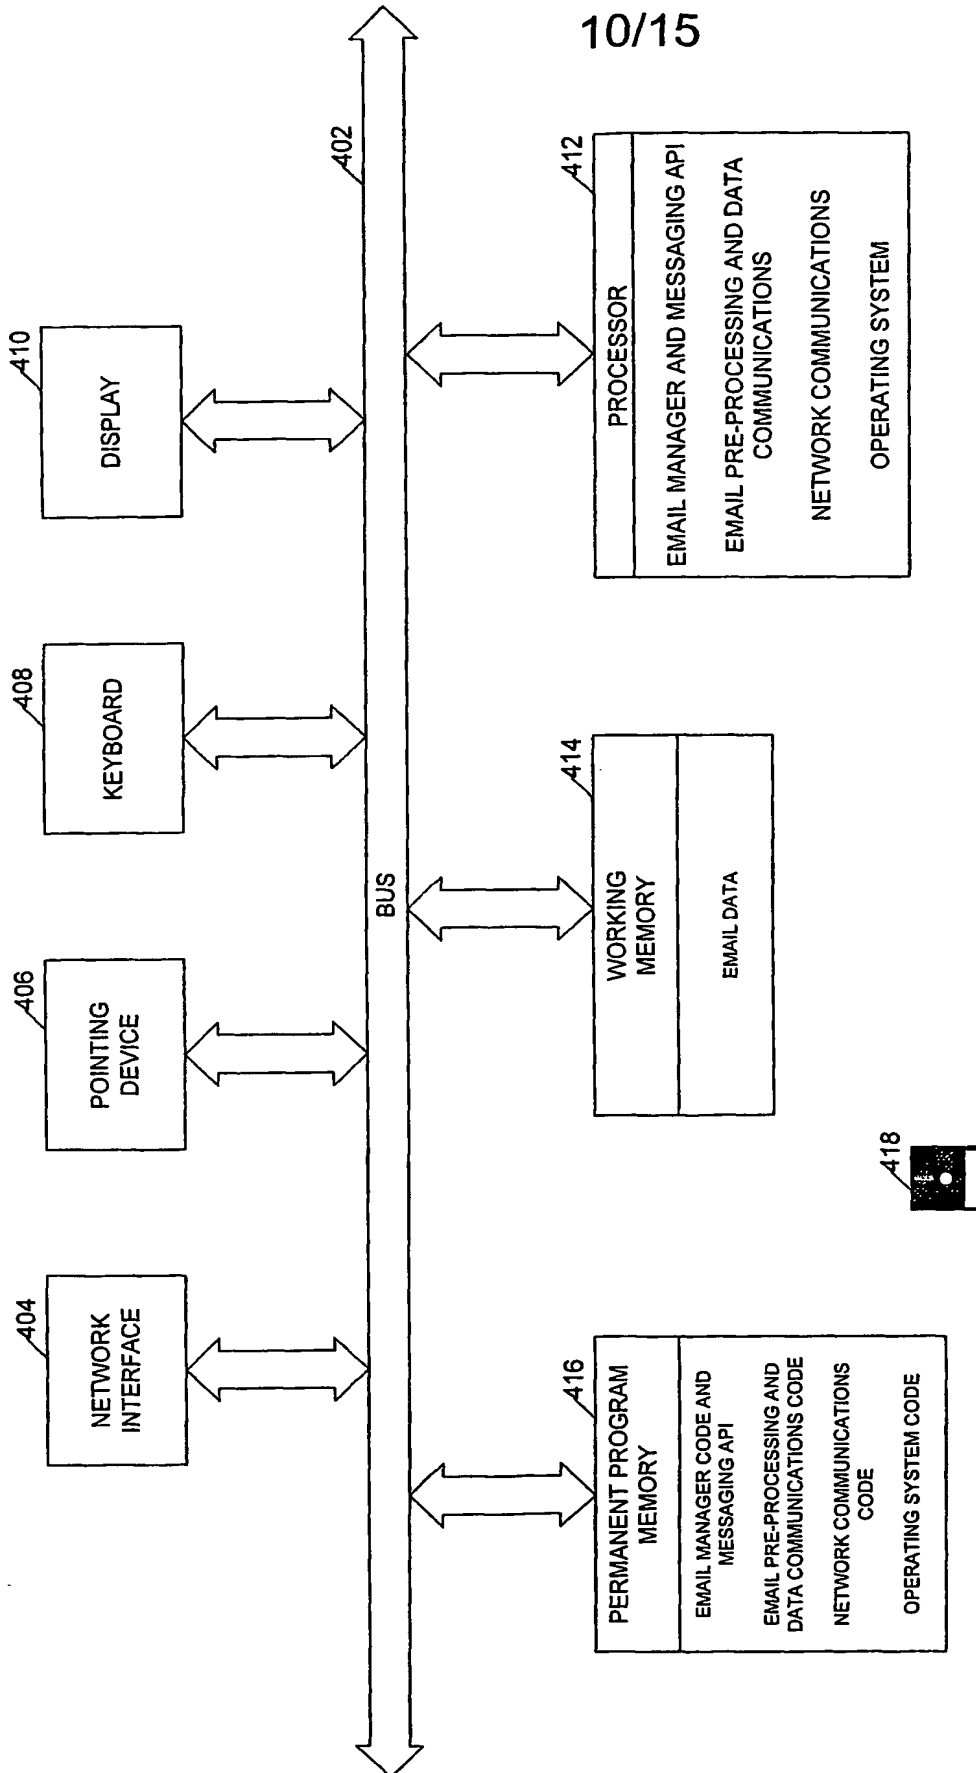 10/15
404
NETWORK
INTERFACE
406
POINTING
DEVICE
408
KEYBOARD
410
DISPLAY
BUS
402
416
PERMANENT PROGRAM
MEMORY
EMAIL MANAGER CODE AND
MESSAGING API
EMAIL PRE-PROCESSING AND
DATA COMMUNICATIONS CODE
NETWORK COMMUNICATIONS
CODE
OPERATING SYSTEM CODE
418
414
WORKING
MEMORY
EMAIL DATA
412
PROCESSOR
EMAIL MANAGER AND MESSAGING API
EMAIL PRE-PROCESSING AND DATA
COMMUNICATIONS
NETWORK COMMUNICATIONS
OPERATING SYSTEM